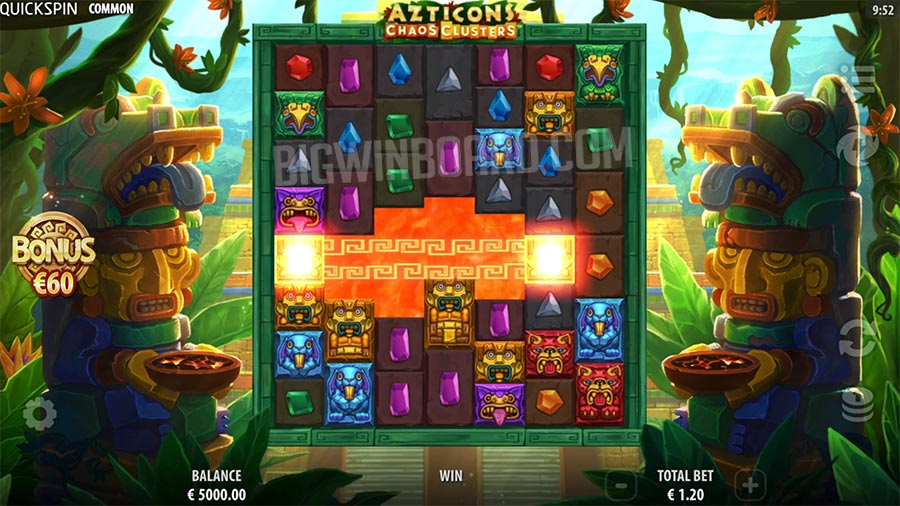 QUICKSPIN COMMON
AZTICONS
CHAOS CLUSTERS
9:52
BIGWINBOARD.COM
BONUS
€60
BALANCE
€ 5000.00
WIN
TOTAL BET
€ 1.20